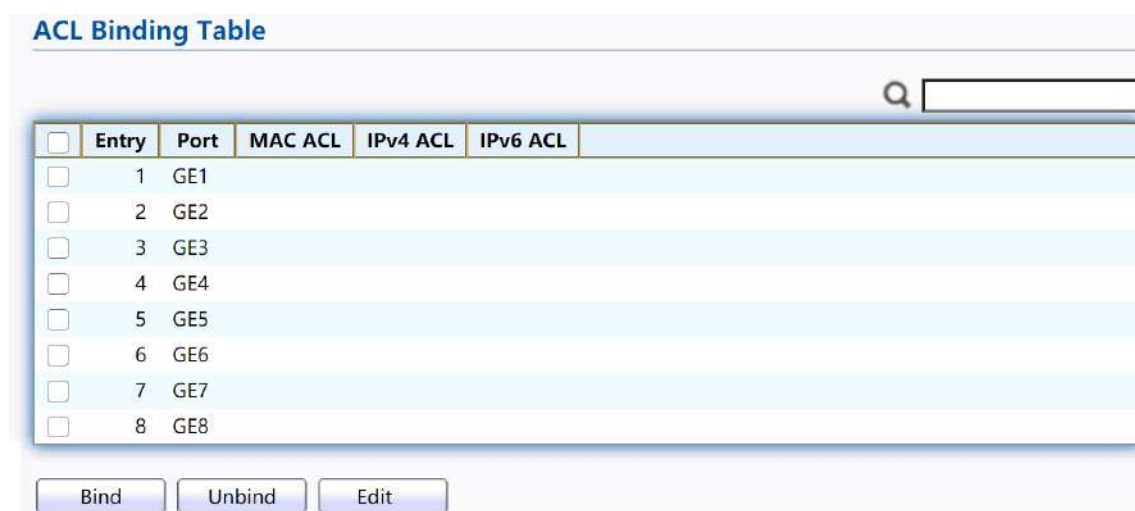 ACL Binding Table
Entry Port MAC ACL IPv4 ACL IPv6 ACL
1 GE1
2 GE2
3 GE3
4 GE4
5 GE5
6 GE6
7 GE7
8 GE8
Bind Unbind Edit